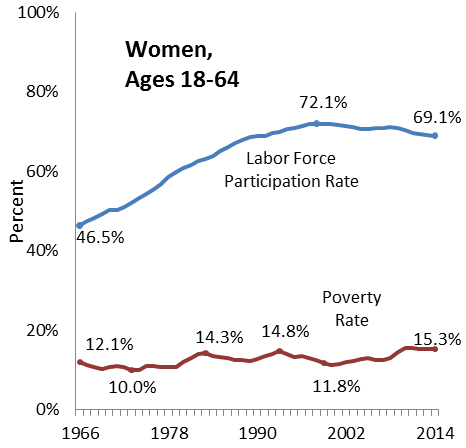 100%
Women,
Ages 18-64
80%
72.1%
69.1%
Labor Force
Participation Rate
60%
Percent
46.5%
40%
Poverty
Rate
20%
12.1%
14.3%
14.8%
15.3%
10.0%
11.8%
0%
1966
1978
1990
2002
2014